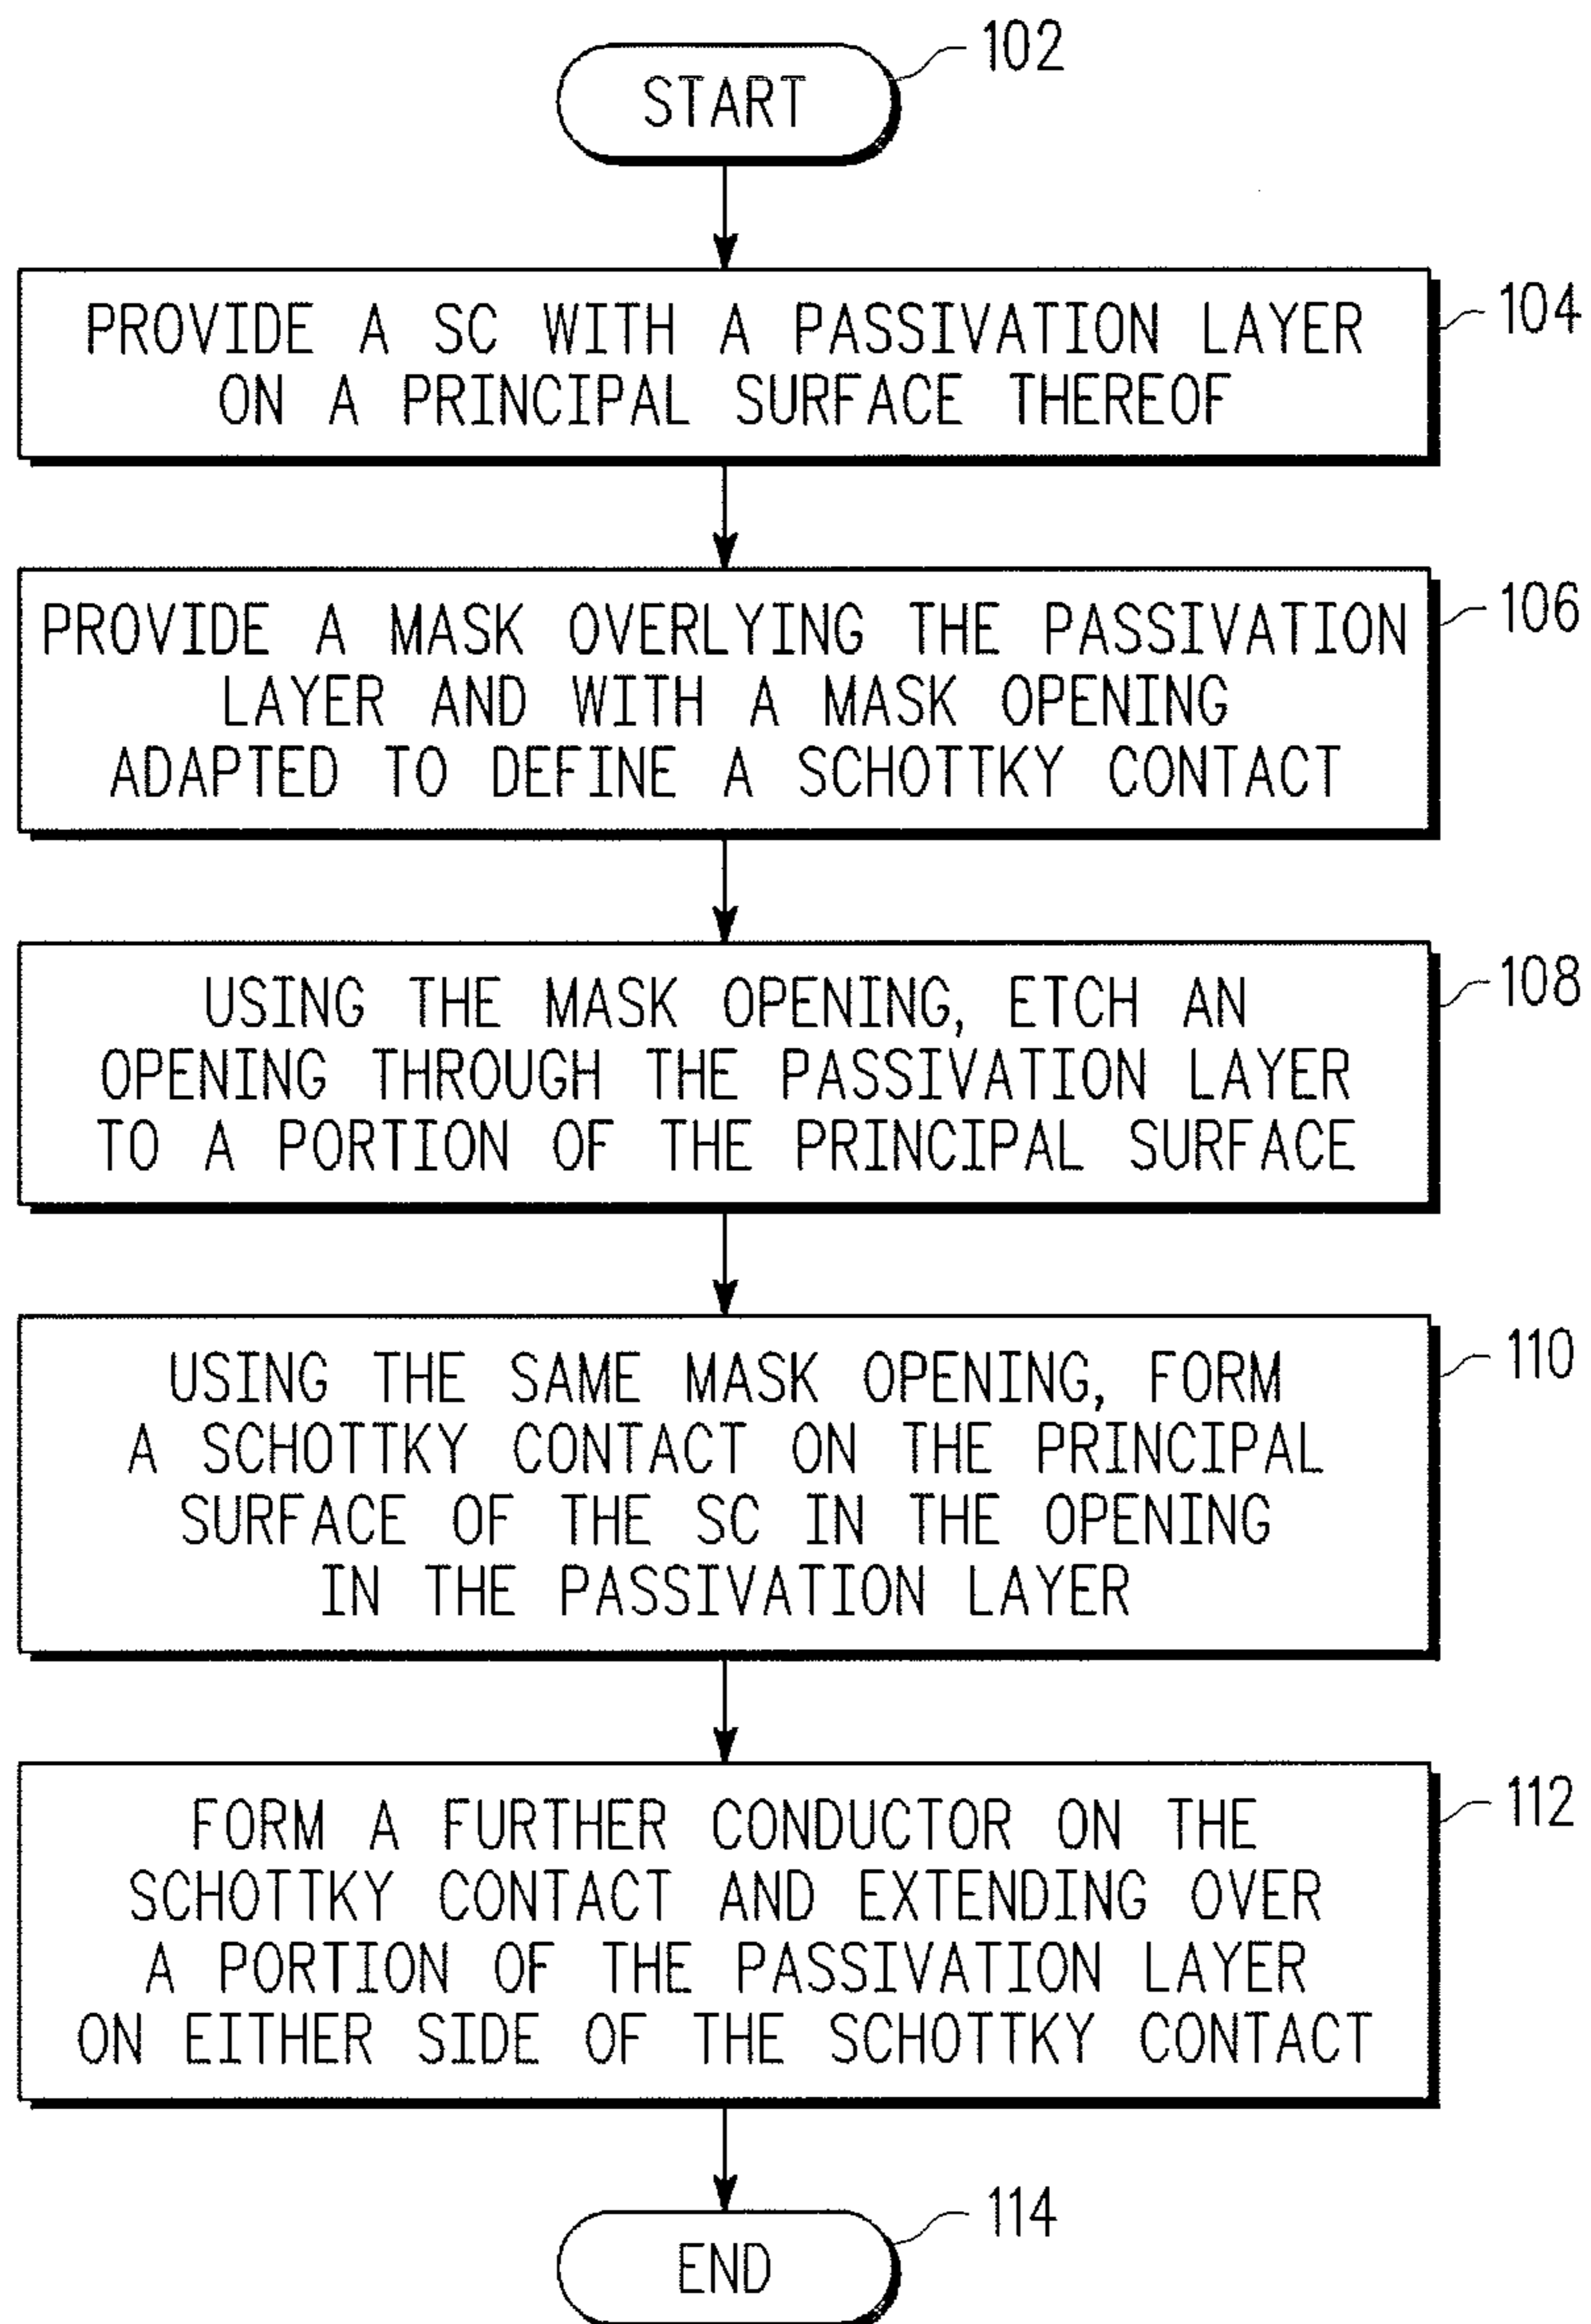 START
102
PROVIDE A SC WITH A PASSIVATION LAYER
ON A PRINCIPAL SURFACE THEREOF
104
PROVIDE A MASK OVERLYING THE PASSIVATION
LAYER AND WITH A MASK OPENING
ADAPTED TO DEFINE A SCHOTTKY CONTACT
106
USING THE MASK OPENING, ETCH AN
OPENING THROUGH THE PASSIVATION LAYER
TO A PORTION OF THE PRINCIPAL SURFACE
108
USING THE SAME MASK OPENING, FORM
A SCHOTTKY CONTACT ON THE PRINCIPAL
SURFACE OF THE SC IN THE OPENING
IN THE PASSIVATION LAYER
110
FORM A FURTHER CONDUCTOR ON THE
SCHOTTKY CONTACT AND EXTENDING OVER
A PORTION OF THE PASSIVATION LAYER
ON EITHER SIDE OF THE SCHOTTKY CONTACT
112
END
114